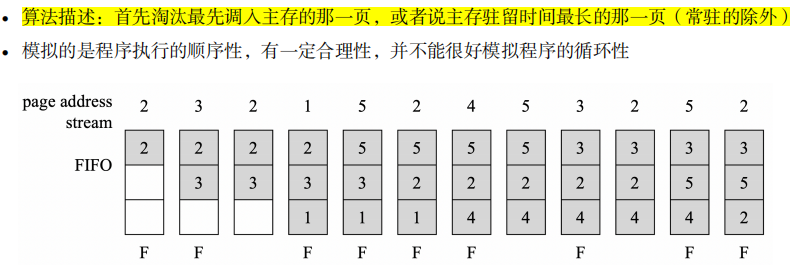 • 算法描述：首先淘汰最先调入主存的那一页，或者说主存驻留时间最长的那一页（常驻的除外）
• 模拟的是程序执行的顺序性，有一定合理性，并不能很好模拟程序的循环性
page address stream 2 3 2 1 5 2 4 5 3 2 5 2
FIFO
2 2 2 2 5 5 5 5 3 3 3 3
3 3 3 3 2 2 2 2 2 5 5
1 1 1 4 4 4 4 4 2
F F F F F F F F F